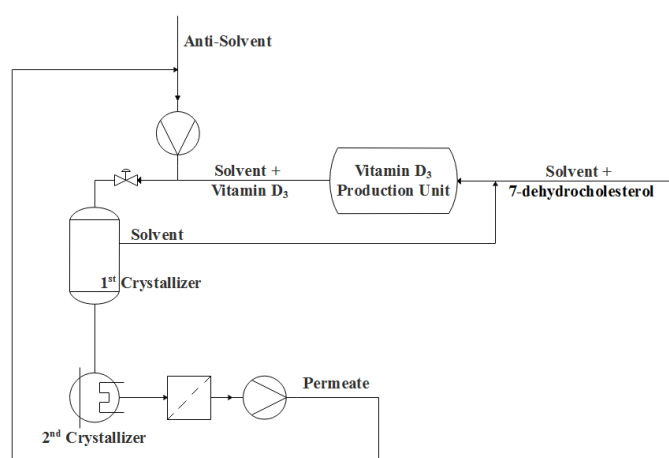 Anti-Solvent
Solvent +
Vitamin D₃
Vitamin D₃
Production Unit
Solvent +
7-dehydrocholesterol
Solvent
1ˢᵗ Crystallizer
Permeate
2ⁿᵈ Crystallizer